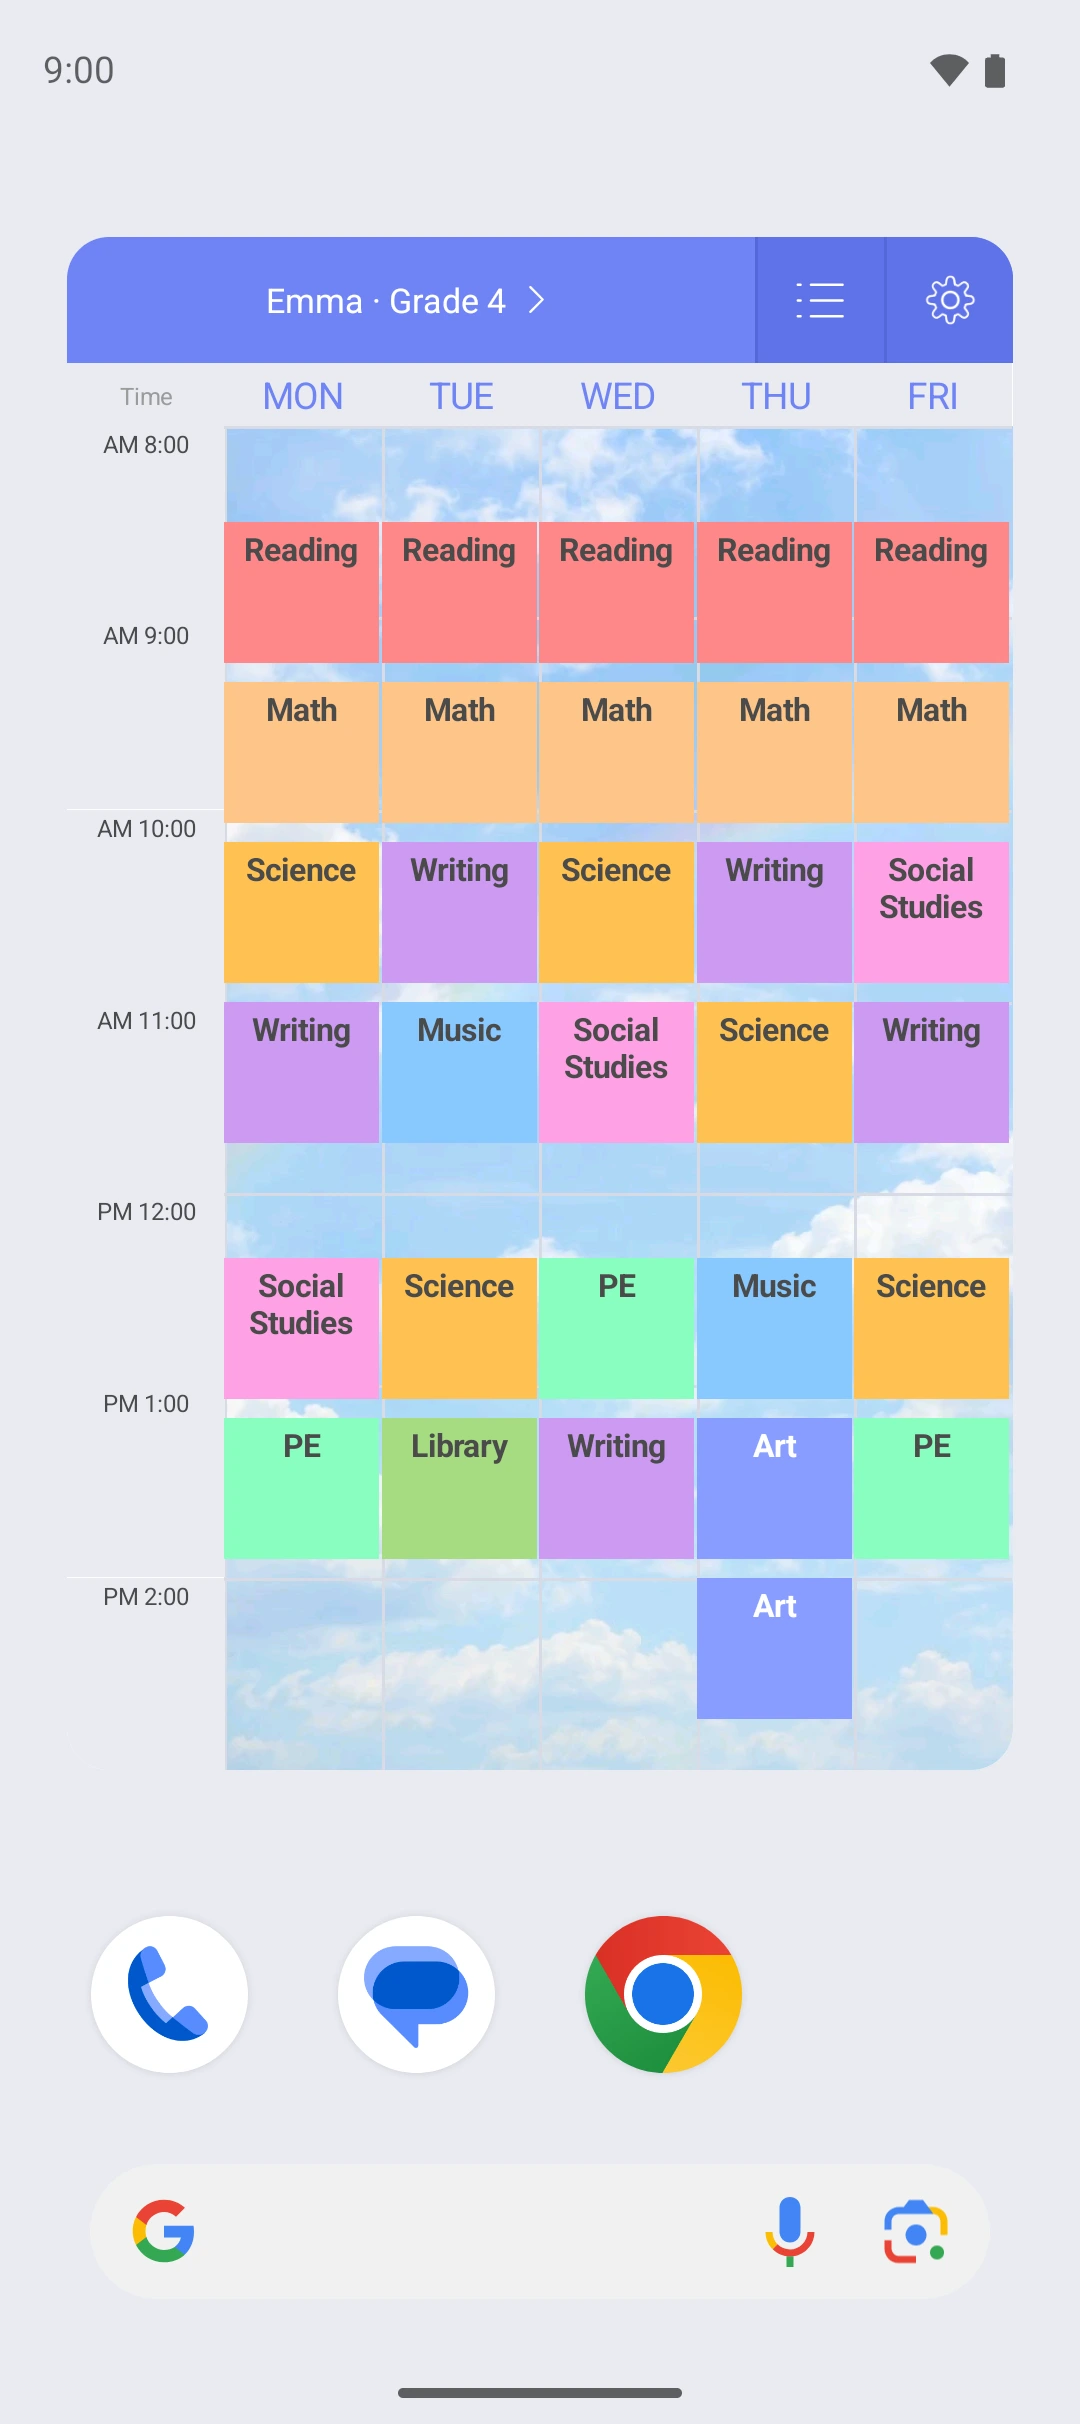 9:00
Emma · Grade 4
Time MON TUE WED THU FRI
AM 8:00
Reading Reading Reading Reading Reading
AM 9:00
Math Math Math Math Math
AM 10:00
Science Writing Science Writing Social Studies
AM 11:00
Writing Music Social Studies Science Writing
PM 12:00
Social Studies Science PE Music Science
PM 1:00
PE Library Writing Art PE
PM 2:00
Art